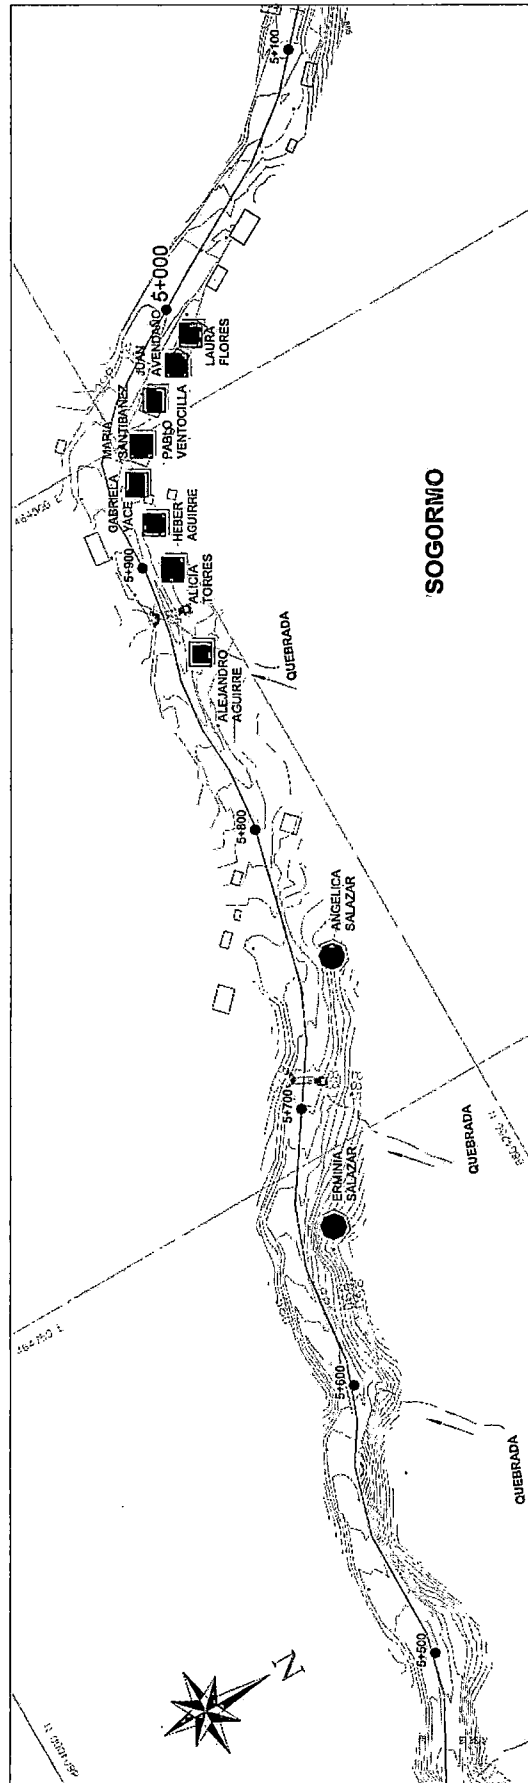 N
5+500
QUEBRADA
5+600
464750 E
ERMINIA
SALAZAR
QUEBRADA
5+700
ANGELICA
SALAZAR
5+800
QUEBRADA
ALEJANDRO
AGUIRRE
ALICIA
TORRES
5+900
HEBER
AGUIRRE
GABRIELA
YACE
SOGORMO
MARIA
SANTIBAÑEZ
PABLO
VENTOCILLA
JUAN
AVENDAÑO
LAURA
FLORES
5+000
5+100